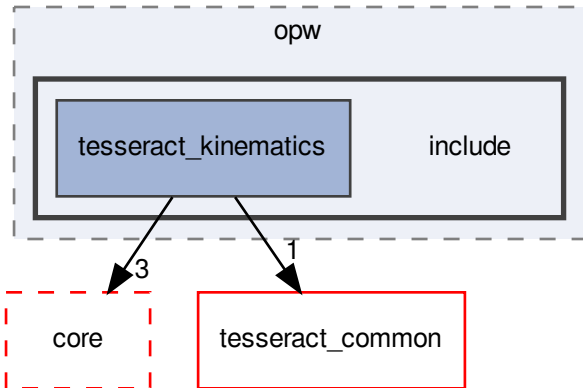 opw
tesseract_kinematics
include
3
1
core
tesseract_common